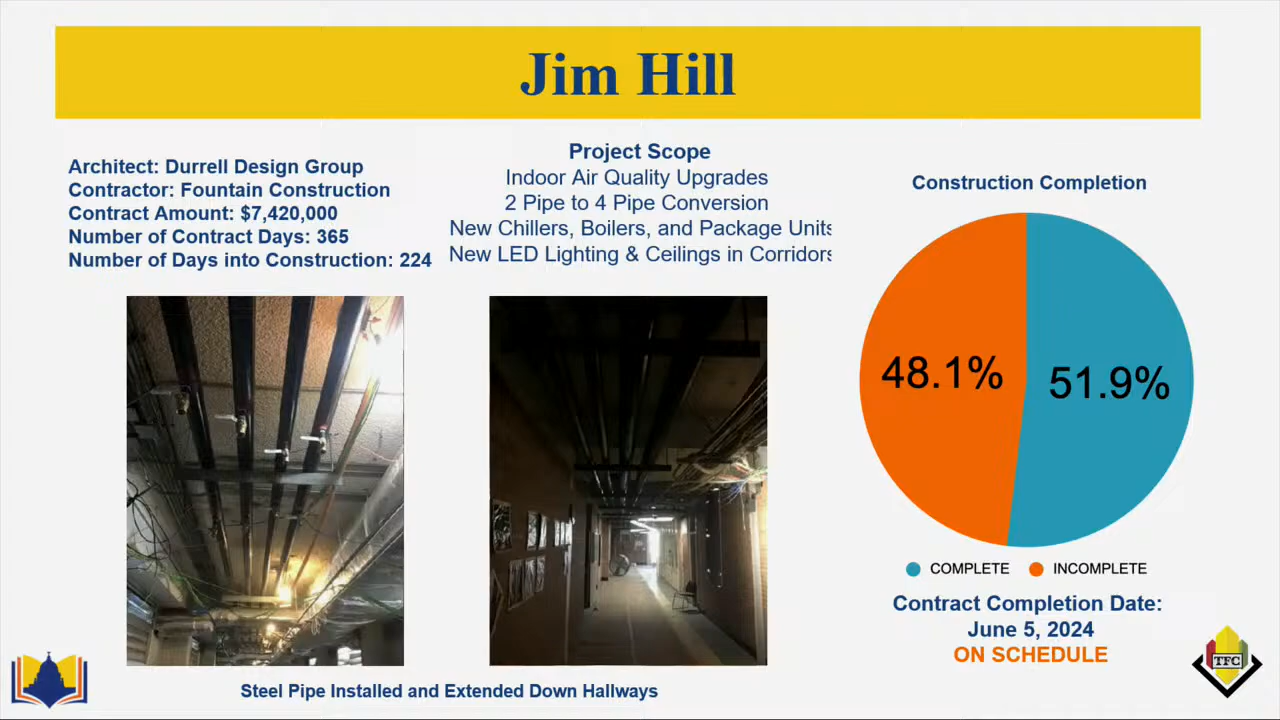 Jim Hill
Architect: Durrell Design Group
Contractor: Fountain Construction
Contract Amount: $7,420,000
Number of Contract Days: 365
Number of Days into Construction: 224
Project Scope
Indoor Air Quality Upgrades
2 Pipe to 4 Pipe Conversion
New Chillers, Boilers, and Package Units
New LED Lighting & Ceilings in Corridors
Construction Completion
48.1%
51.9%
COMPLETE
INCOMPLETE
Contract Completion Date:
June 5, 2024
ON SCHEDULE
Steel Pipe Installed and Extended Down Hallways
TFC